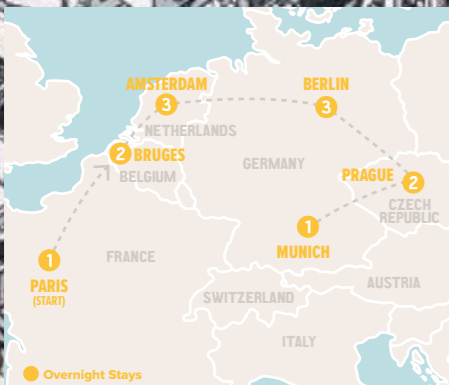 AMSTERDAM
3
BERLIN
3
NETHERLANDS
2 BRUGES
BELGIUM
GERMANY
PRAGUE 2
CZECH
REPUBLIC
1
MUNICH
1
PARIS
(START)
FRANCE
AUSTRIA
SWITZERLAND
ITALY
Overnight Stays